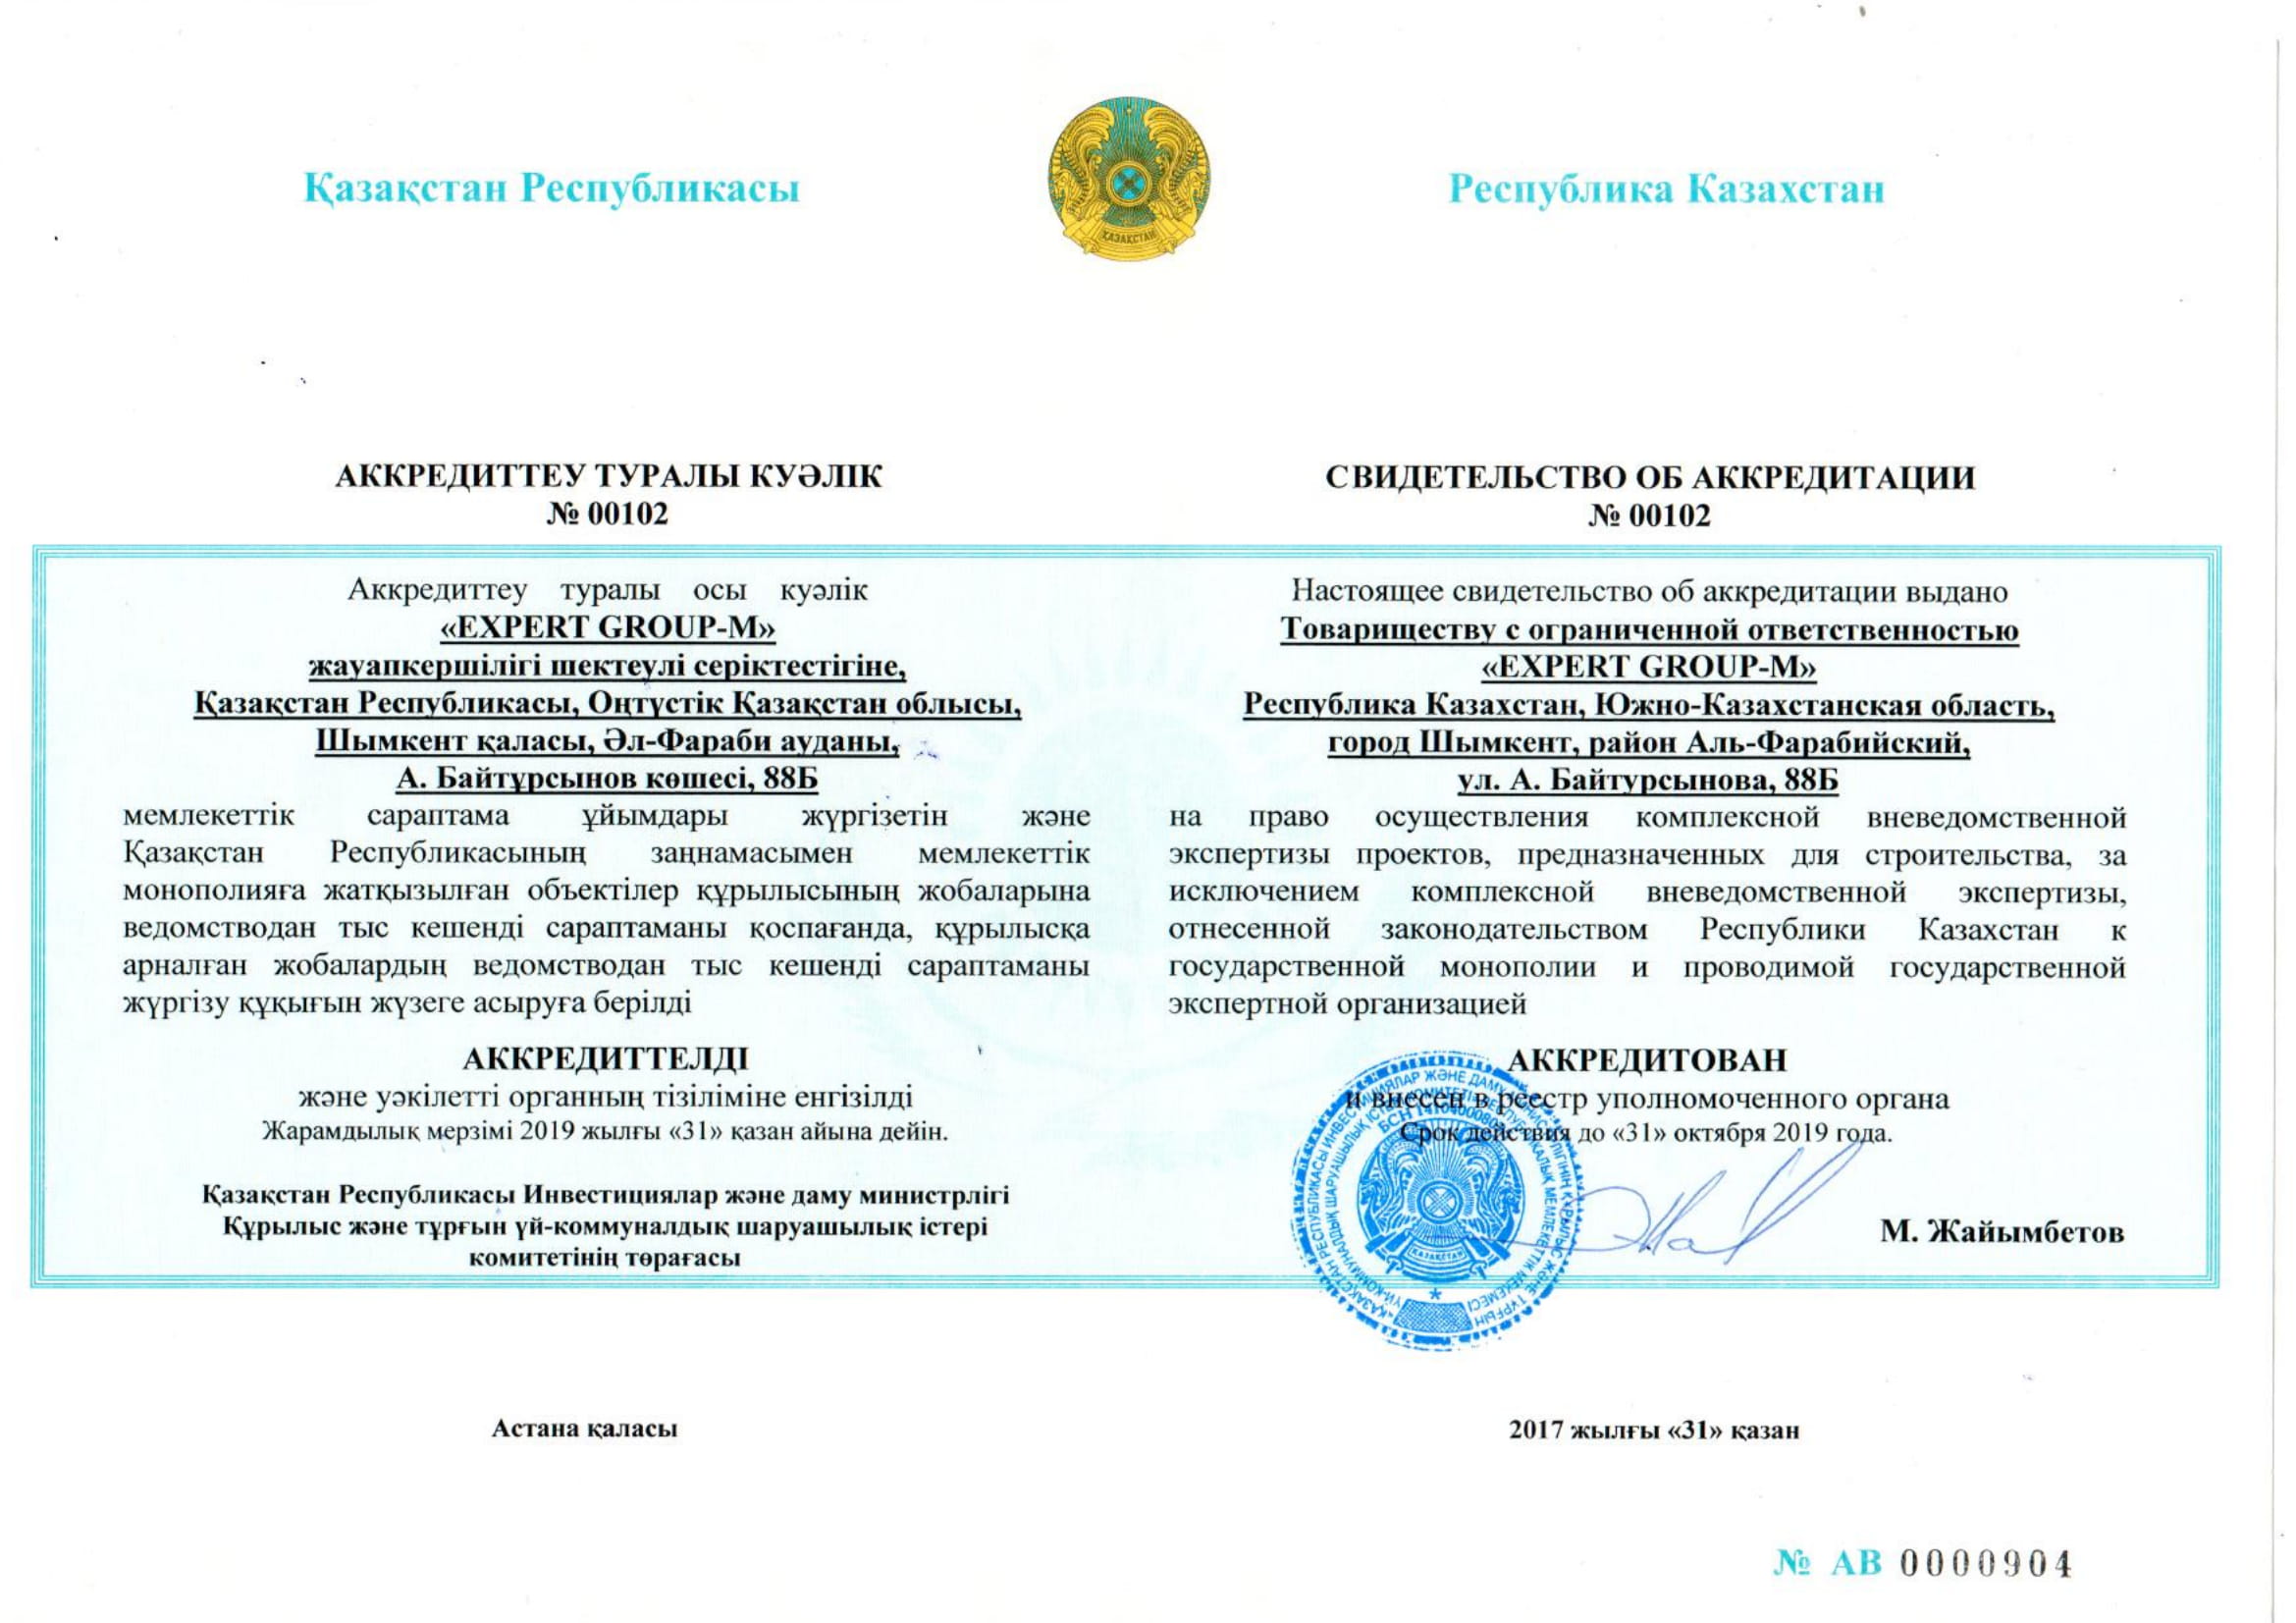 Қазақстан Республикасы
ҚАЗАҚСТАН
Республика Казахстан
АККРЕДИТТЕУ ТУРАЛЫ КУӘЛІК
№ 00102
Аккредиттеу туралы осы куәлік
«EXPERT GROUP-M»
жауапкершілігі шектеулі серіктестігіне,
Қазақстан Республикасы, Оңтүстік Қазақстан облысы,
Шымкент қаласы, Әл-Фараби ауданы,
А. Байтұрсынов көшесі, 88Б
мемлекеттік сараптама ұйымдары жүргізетін және
Қазақстан Республикасының заңнамасымен мемлекеттік
монополияға жатқызылған объектілер құрылысының жобаларына
ведомстводан тыс кешенді сараптаманы қоспағанда, құрылысқа
арналған жобалардың ведомстводан тыс кешенді сараптаманы
жүргізу құқығын жүзеге асыруға берілді
АККРЕДИТТЕЛДІ
және уәкілетті органның тізіліміне енгізілді
Жарамдылық мерзімі 2019 жылғы «31» қазан айына дейін.
Қазақстан Республикасы Инвестициялар және даму министрлігі
Құрылыс және тұрғын үй-коммуналдық шаруашылық істері
комитетінің төрағасы
СВИДЕТЕЛЬСТВО ОБ АККРЕДИТАЦИИ
№ 00102
Настоящее свидетельство об аккредитации выдано
Товариществу с ограниченной ответственностью
«EXPERT GROUP-M»
Республика Казахстан, Южно-Казахстанская область,
город Шымкент, район Аль-Фарабийский,
ул. А. Байтурсынова, 88Б
на право осуществления комплексной вневедомственной
экспертизы проектов, предназначенных для строительства, за
исключением комплексной вневедомственной экспертизы,
отнесенной законодательством Республики Казахстан к
государственной монополии и проводимой государственной
экспертной организацией
АККРЕДИТОВАН
и внесен в реестр уполномоченного органа
Срок действия до «31» октября 2019 года.
М. Жайымбетов
Астана қаласы
2017 жылғы «31» қазан
№ АВ 0000904